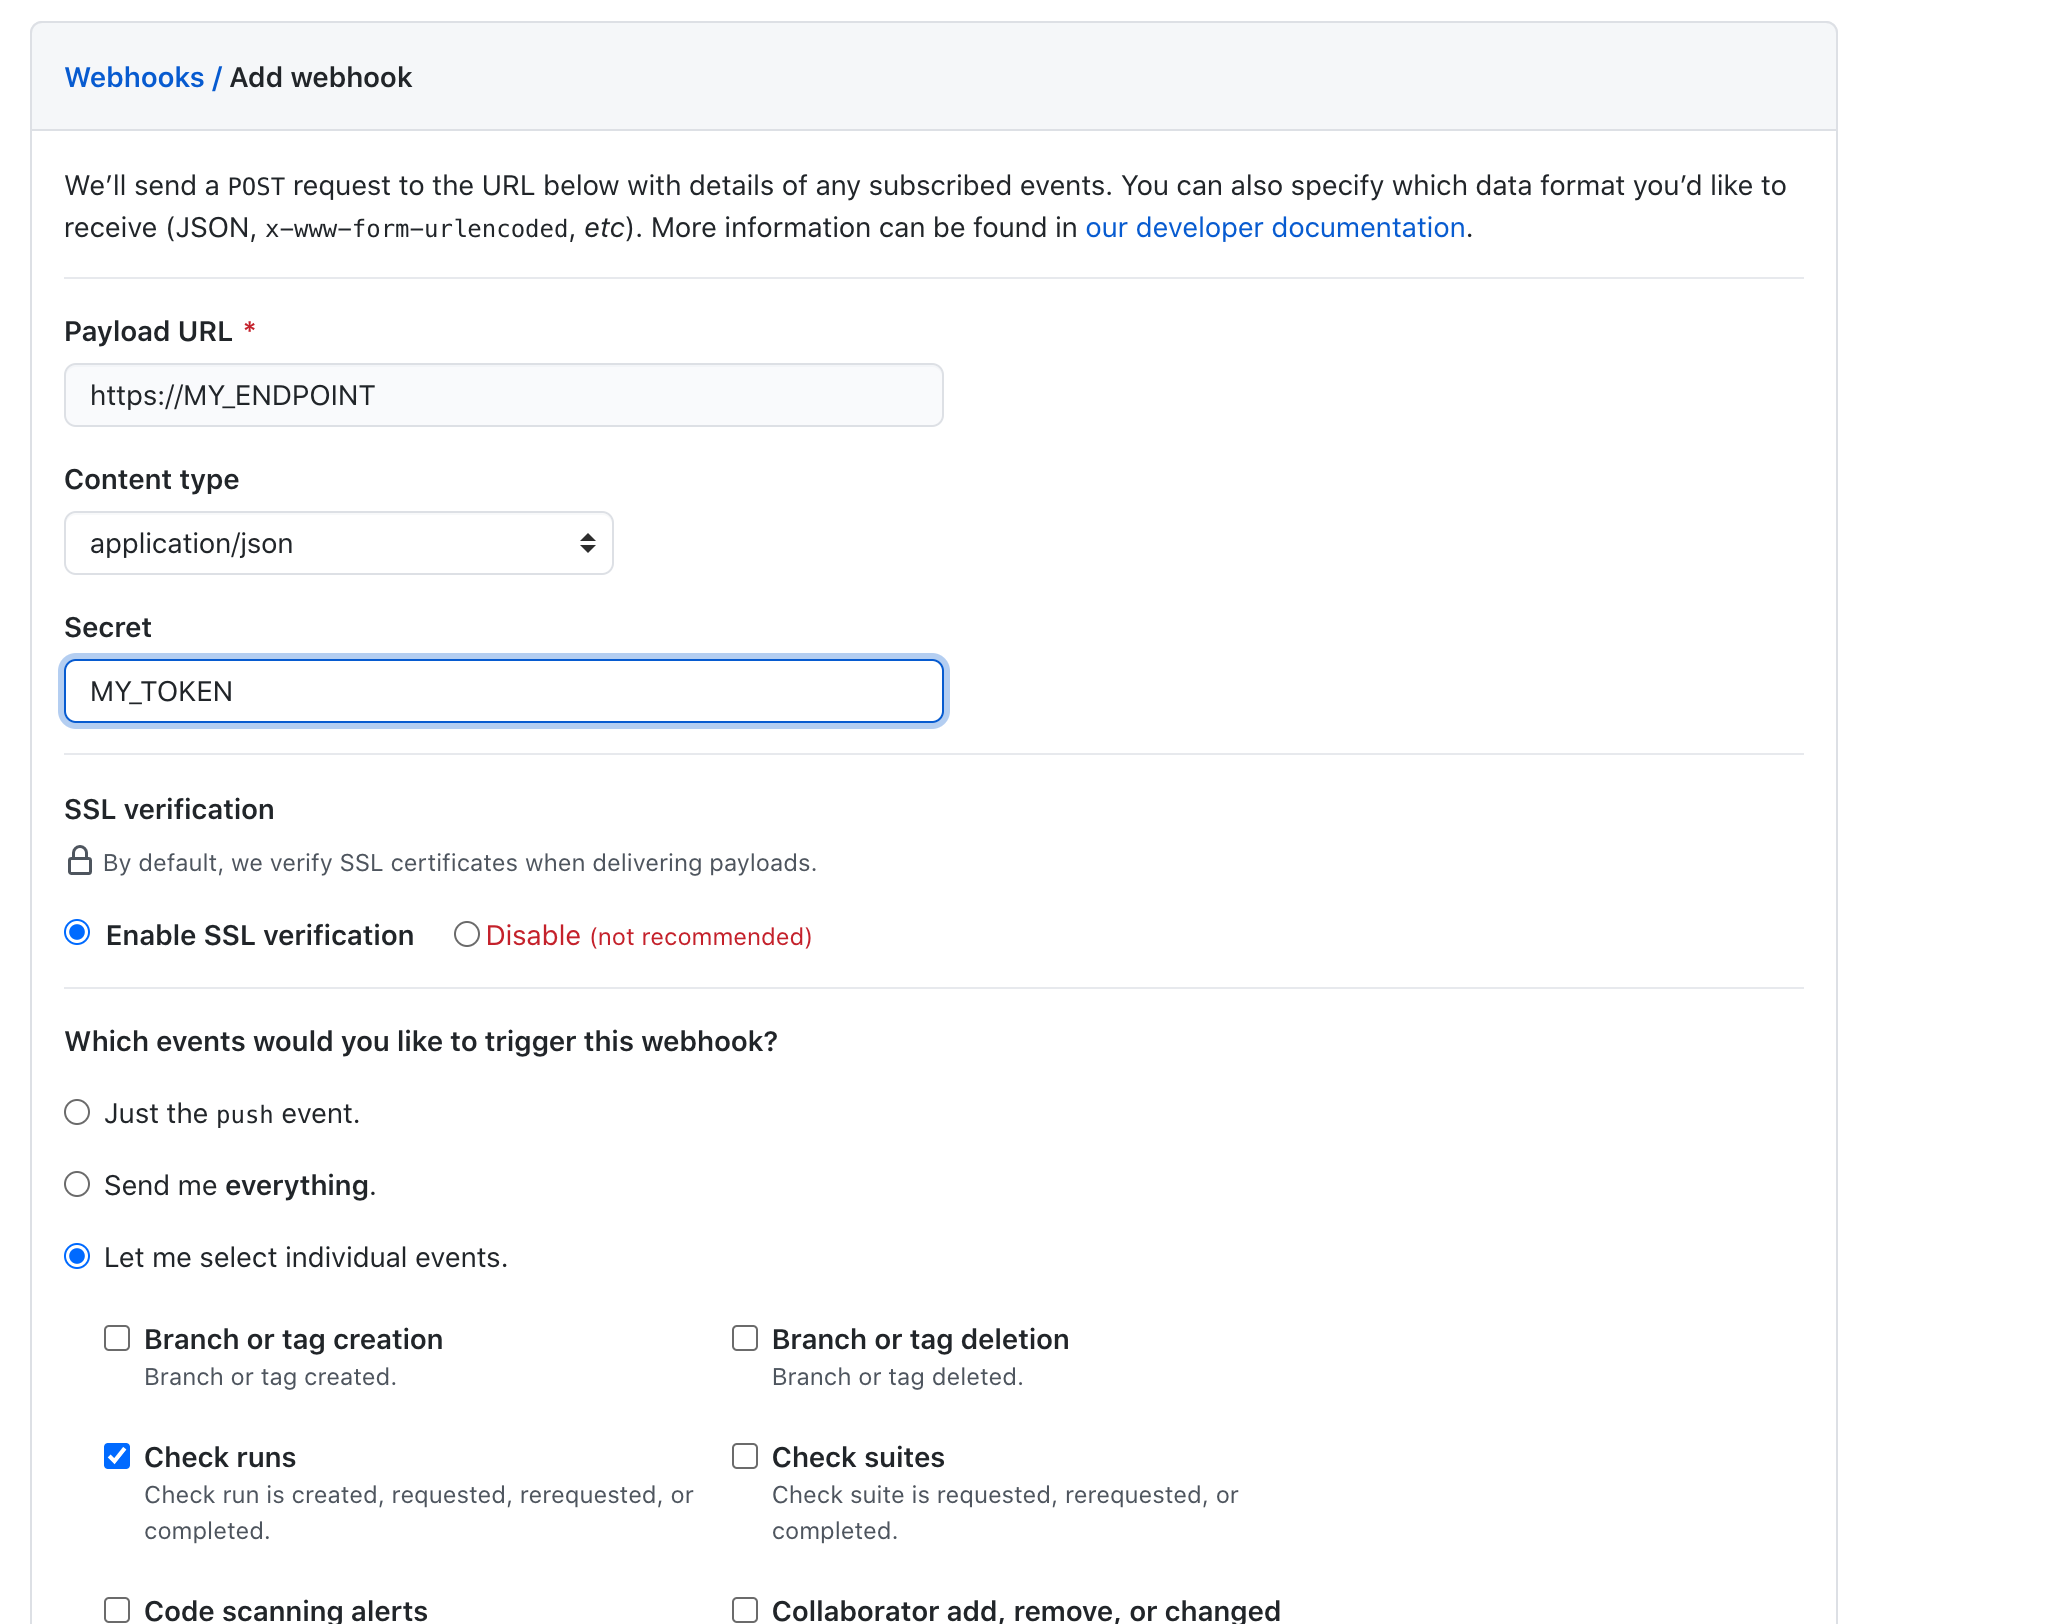 Webhooks / Add webhook
We’ll send a POST request to the URL below with details of any subscribed events. You can also specify which data format you’d like to
receive (JSON, x-www-form-urlencoded, etc). More information can be found in our developer documentation.
Payload URL *
https://MY_ENDPOINT
Content type
application/json
Secret
MY_TOKEN
SSL verification
By default, we verify SSL certificates when delivering payloads.
Enable SSL verification Disable (not recommended)
Which events would you like to trigger this webhook?
Just the push event.
Send me everything.
Let me select individual events.
Branch or tag creation
Branch or tag created.
Branch or tag deletion
Branch or tag deleted.
Check runs
Check run is created, requested, rerequested, or
completed.
Check suites
Check suite is requested, rerequested, or
completed.
Code scanning alerts
Collaborator add, remove, or changed